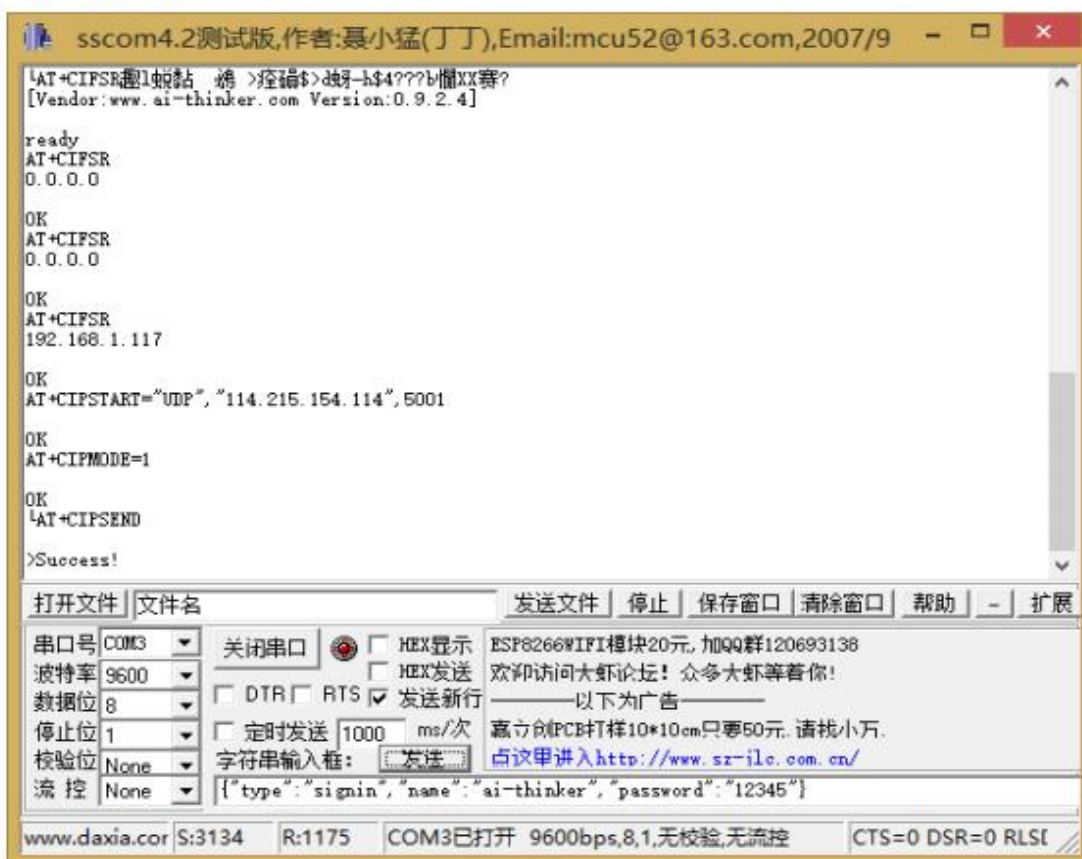 sscom4.2测试版,作者:聂小猛(丁丁),Email:mcu52@163.com,2007/9
AT+CIFSR
[Vendor:www.ai-thinker.com Version:0.9.2.4]
ready
AT+CIFSR
0.0.0.0
OK
AT+CIFSR
0.0.0.0
OK
AT+CIFSR
192.168.1.117
OK
AT+CIPSTART="UDP","114.215.154.114",5001
OK
AT+CIPMODE=1
OK
└AT+CIPSEND
>Success!
打开文件 文件名 发送文件 停止 保存窗口 清除窗口 帮助 - 扩展
串口号 COM3 关闭串口 HEX显示 ESP8266WIFI模块20元,加QQ群120693138
波特率 9600 HEX发送 欢迎访问大虾论坛! 众多大虾等着你!
数据位 8 DTR RTS 发送新行 ————以下为广告————
停止位 1 定时发送 1000 ms/次 嘉立创PCB打样10*10cm只要50元.请找小万.
校验位 None 字符串输入框: 发送 点这里进入http://www.sz-jlc.com.cn/
流 控 None {"type":"signin","name":"ai-thinker","password":"12345"}
www.daxia.cor S:3134 R:1175 COM3已打开 9600bps,8,1,无校验,无流控 CTS=0 DSR=0 RLSI